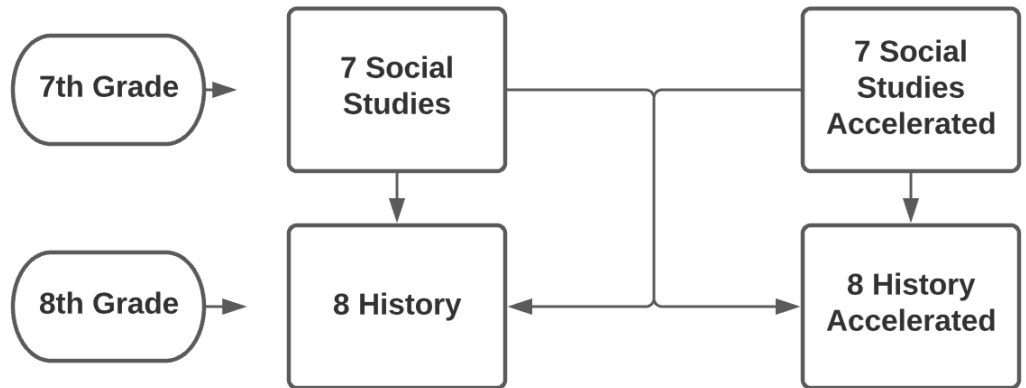 7th Grade
7 Social
Studies
7 Social
Studies
Accelerated
8th Grade
8 History
8 History
Accelerated